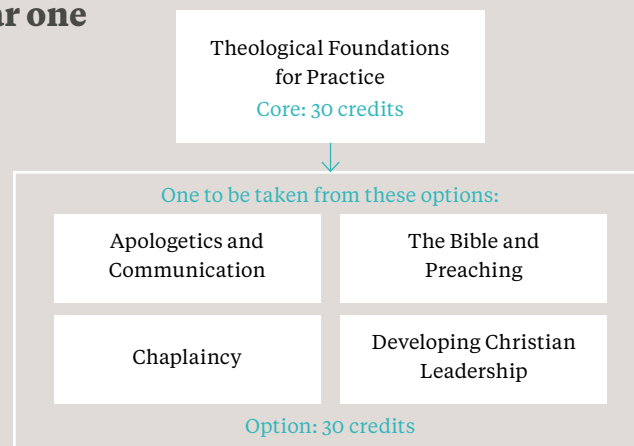 one
Theological Foundations
for Practice
Core: 30 credits
One to be taken from these options:
Apologetics and
Communication
The Bible and
Preaching
Chaplaincy
Developing Christian
Leadership
Option: 30 credits